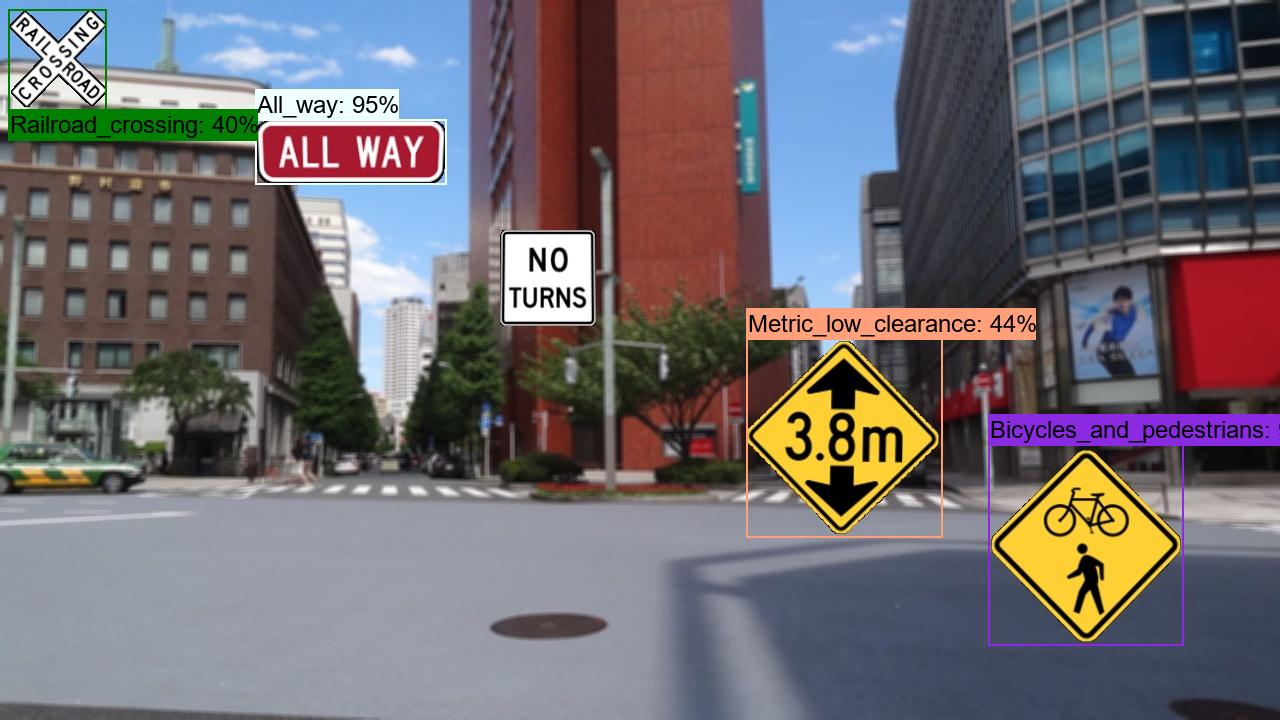 RAILROAD
CROSSING
Railroad_crossing: 40%
All_way: 95%
ALL WAY
NO
TURNS
Metric_low_clearance: 44%
3.8m
Bicycles_and_pedestrians: